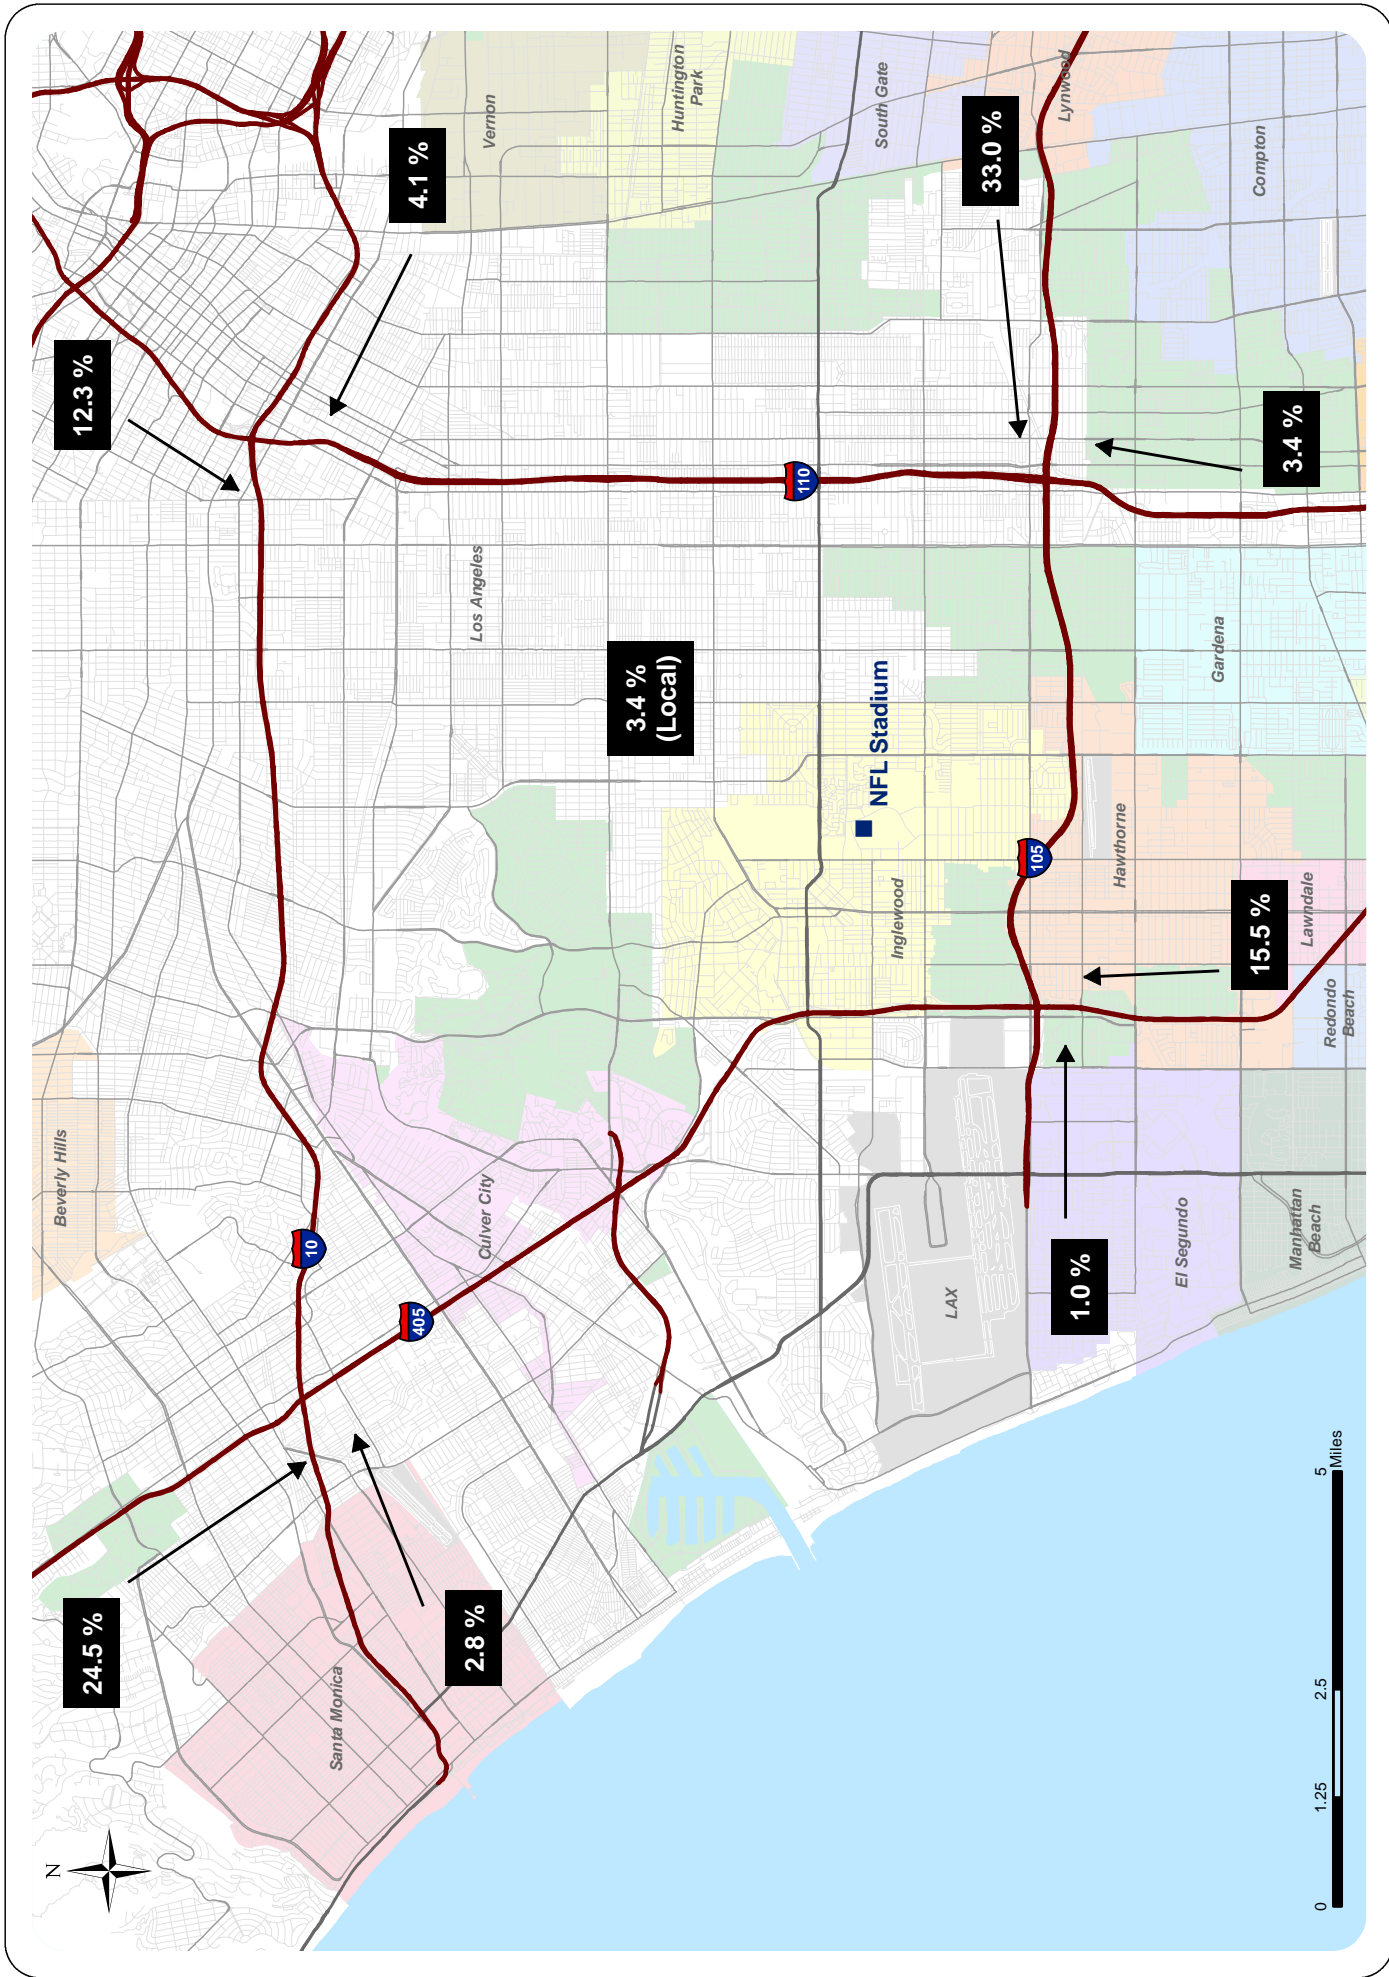 N
24.5 %
Beverly Hills
12.3 %
Santa Monica
10
405
4.1 %
2.8 %
Culver City
Los Angeles
Vernon
3.4 %
(Local)
Huntington
Park
110
NFL Stadium
South Gate
Inglewood
LAX
33.0 %
105
Lynwood
1.0 %
Hawthorne
El Segundo
Gardena
15.5 %
Compton
3.4 %
Manhattan
Beach
Lawndale
Redondo
Beach
0 1.25 2.5 5
Miles